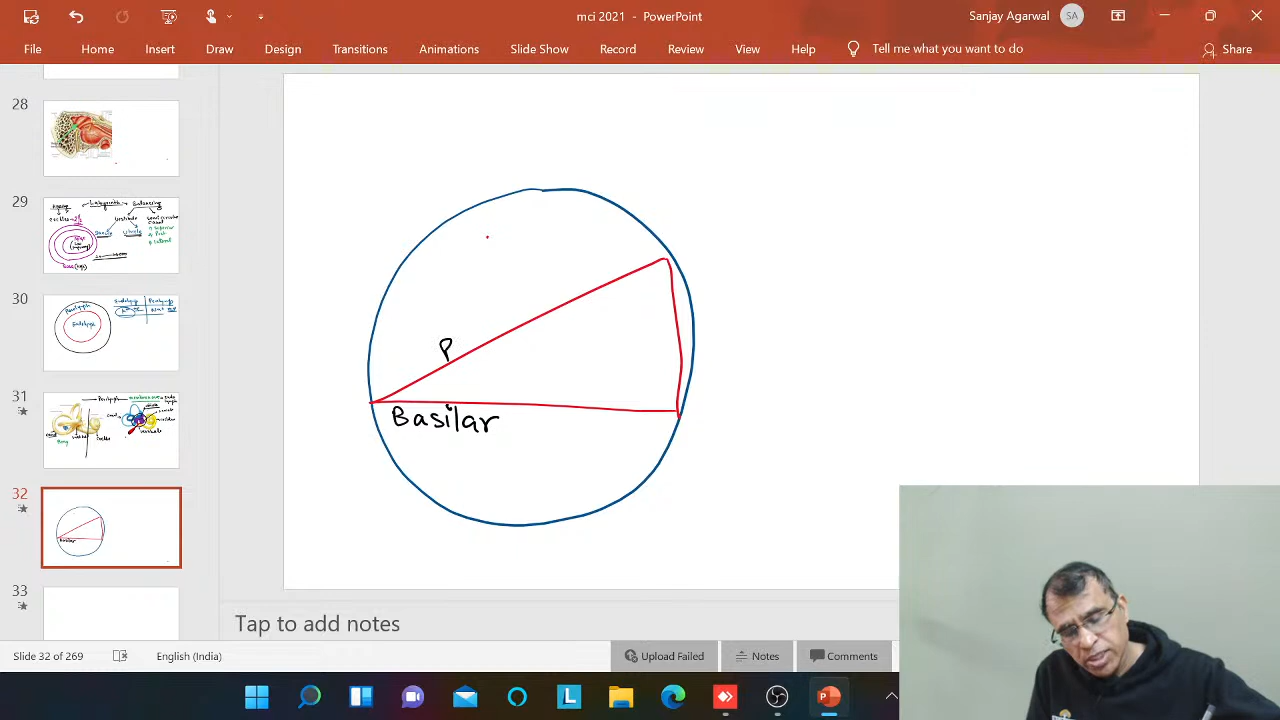 mci 2021 - PowerPoint
Sanjay Agarwal
SA
File
Home
Insert
Draw
Design
Transitions
Animations
Slide Show
Record
Review
View
Help
Tell me what you want to do
Share
28
29
30
31
32
33
P
Basilar
Tap to add notes
Slide 32 of 269
English (India)
Upload Failed
Notes
Comments